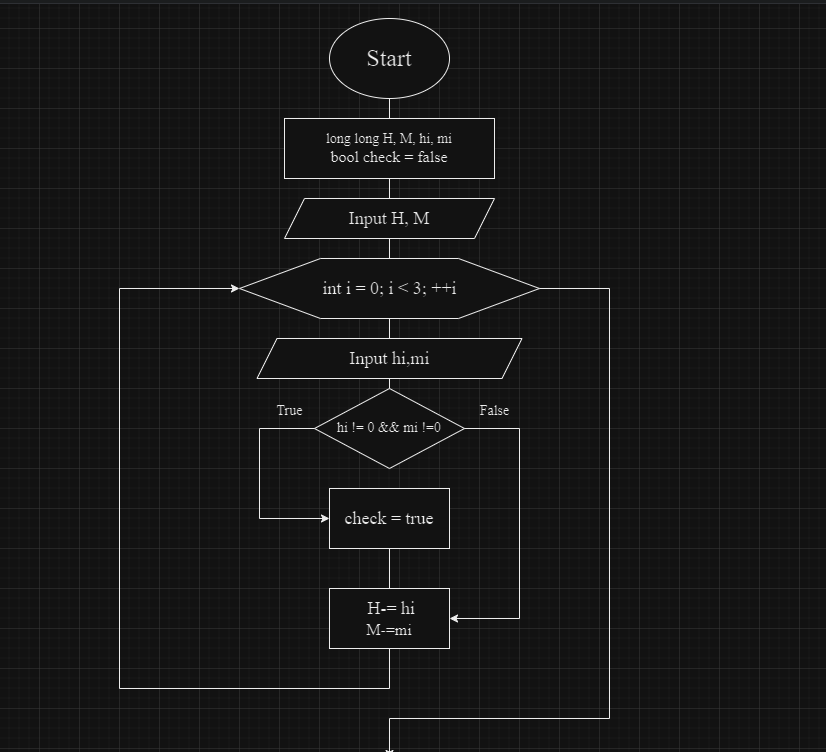 Start
long long H, M, hi, mi
bool check = false
Input H, M
int i = 0; i < 3; ++i
Input hi,mi
True
False
hi != 0 && mi !=0
check = true
H-= hi
M-=mi